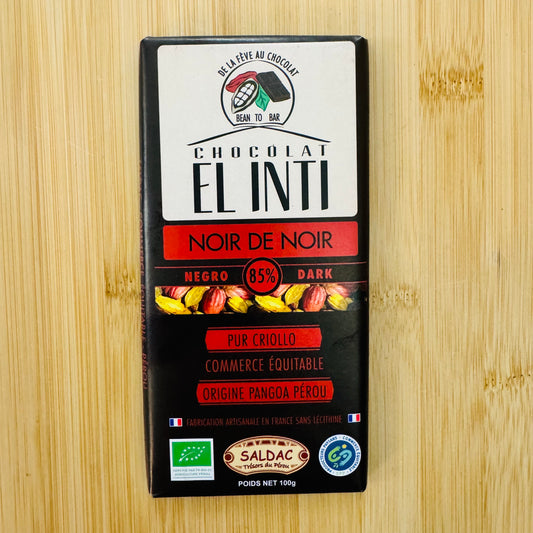 DE LA FÈVE AU CHOCOLAT
BEAN TO BAR
CHOCOLAT
EL INTI
NOIR DE NOIR
NEGRO 85% DARK
PUR CRIOLLO
COMMERCE ÉQUITABLE
ORIGINE PANGOA PÉROU
FABRICATION ARTISANALE EN FRANCE SANS LÉCITHINE
SALDAC
Trésors du Pérou
POIDS NET 100g